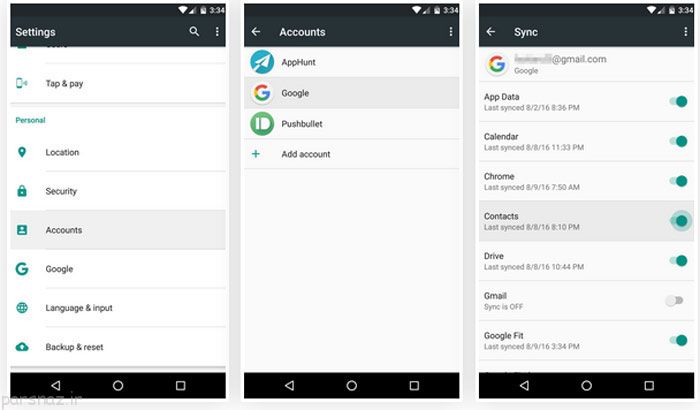 3:34
Settings
Tap & pay
Personal
Location
Security
Accounts
Google
Language & input
Backup & reset
3:34
Accounts
AppHunt
Google
Pushbullet
Add account
3:34
Sync
@gmail.com
Google
App Data
Last synced 8/2/16 8:36 PM
Calendar
Last synced 8/8/16 11:33 PM
Chrome
Last synced 8/9/16 7:50 AM
Contacts
Last synced 8/8/16 8:10 PM
Drive
Last synced 8/8/16 10:44 PM
Gmail
Sync is OFF
Google Fit
Last synced 8/9/16 3:34 PM
parsnaz.ir